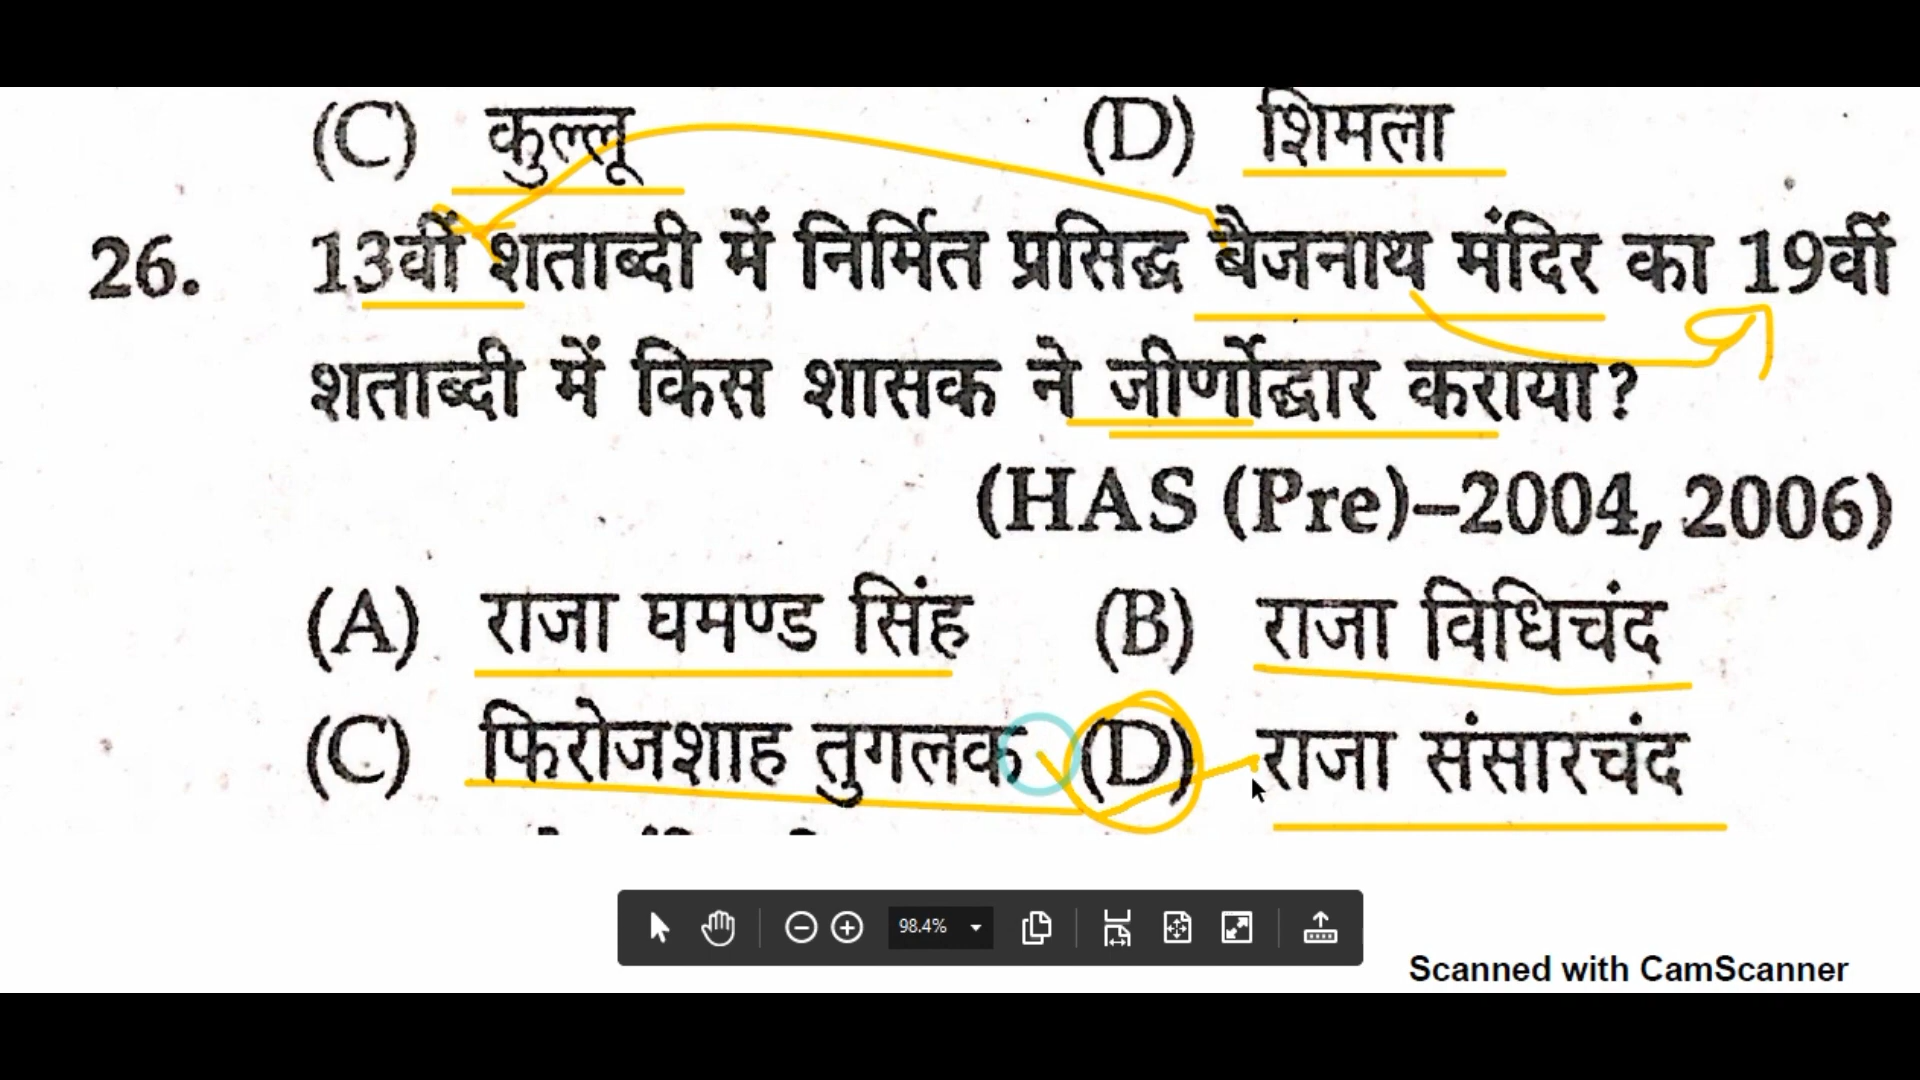 (C) कुल्लू (D) शिमला
26. 13वीं शताब्दी में निर्मित प्रसिद्ध बैजनाथ मंदिर का 19वीं
शताब्दी में किस शासक ने जीर्णोद्धार कराया?
(HAS (Pre)–2004, 2006)
(A) राजा घमण्ड सिंह (B) राजा विधिचंद
(C) फिरोजशाह तुगलक (D) राजा संसारचंद
98.4%
Scanned with CamScanner